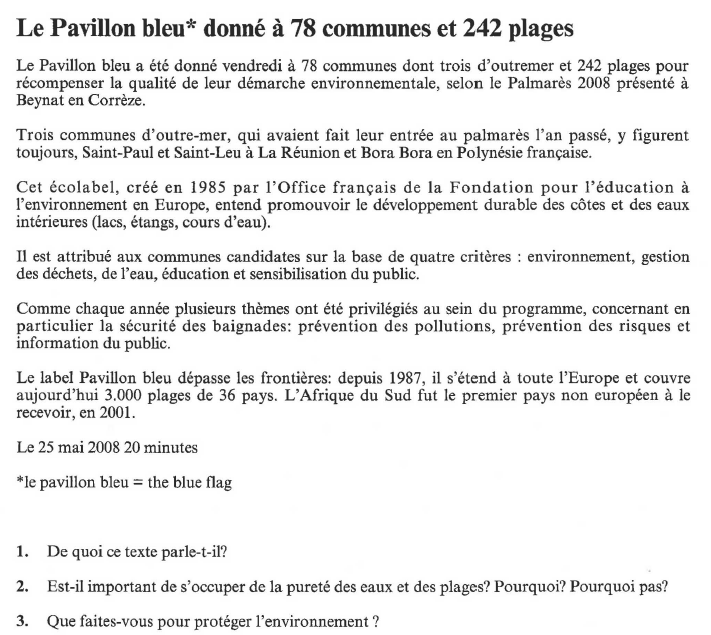 Le Pavillon bleu* donné à 78 communes et 242 plages
Le Pavillon bleu a été donné vendredi à 78 communes dont trois d'outremer et 242 plages pour
récompenser la qualité de leur démarche environnementale, selon le Palmarès 2008 présenté à
Beynat en Corrèze.
Trois communes d'outre-mer, qui avaient fait leur entrée au palmarès l'an passé, y figurent
toujours, Saint-Paul et Saint-Leu à La Réunion et Bora Bora en Polynésie française.
Cet écolabel, créé en 1985 par l'Office français de la Fondation pour l'éducation à
l'environnement en Europe, entend promouvoir le développement durable des côtes et des eaux
intérieures (lacs, étangs, cours d'eau).
Il est attribué aux communes candidates sur la base de quatre critères : environnement, gestion
des déchets, de l'eau, éducation et sensibilisation du public.
Comme chaque année plusieurs thèmes ont été privilégiés au sein du programme, concernant en
particulier la sécurité des baignades: prévention des pollutions, prévention des risques et
information du public.
Le label Pavillon bleu dépasse les frontières: depuis 1987, il s'étend à toute l'Europe et couvre
aujourd'hui 3.000 plages de 36 pays. L'Afrique du Sud fut le premier pays non européen à le
recevoir, en 2001.
Le 25 mai 2008 20 minutes
*le pavillon bleu = the blue flag
1. De quoi ce texte parle-t-il?
2. Est-il important de s'occuper de la pureté des eaux et des plages? Pourquoi? Pourquoi pas?
3. Que faites-vous pour protéger l'environnement ?